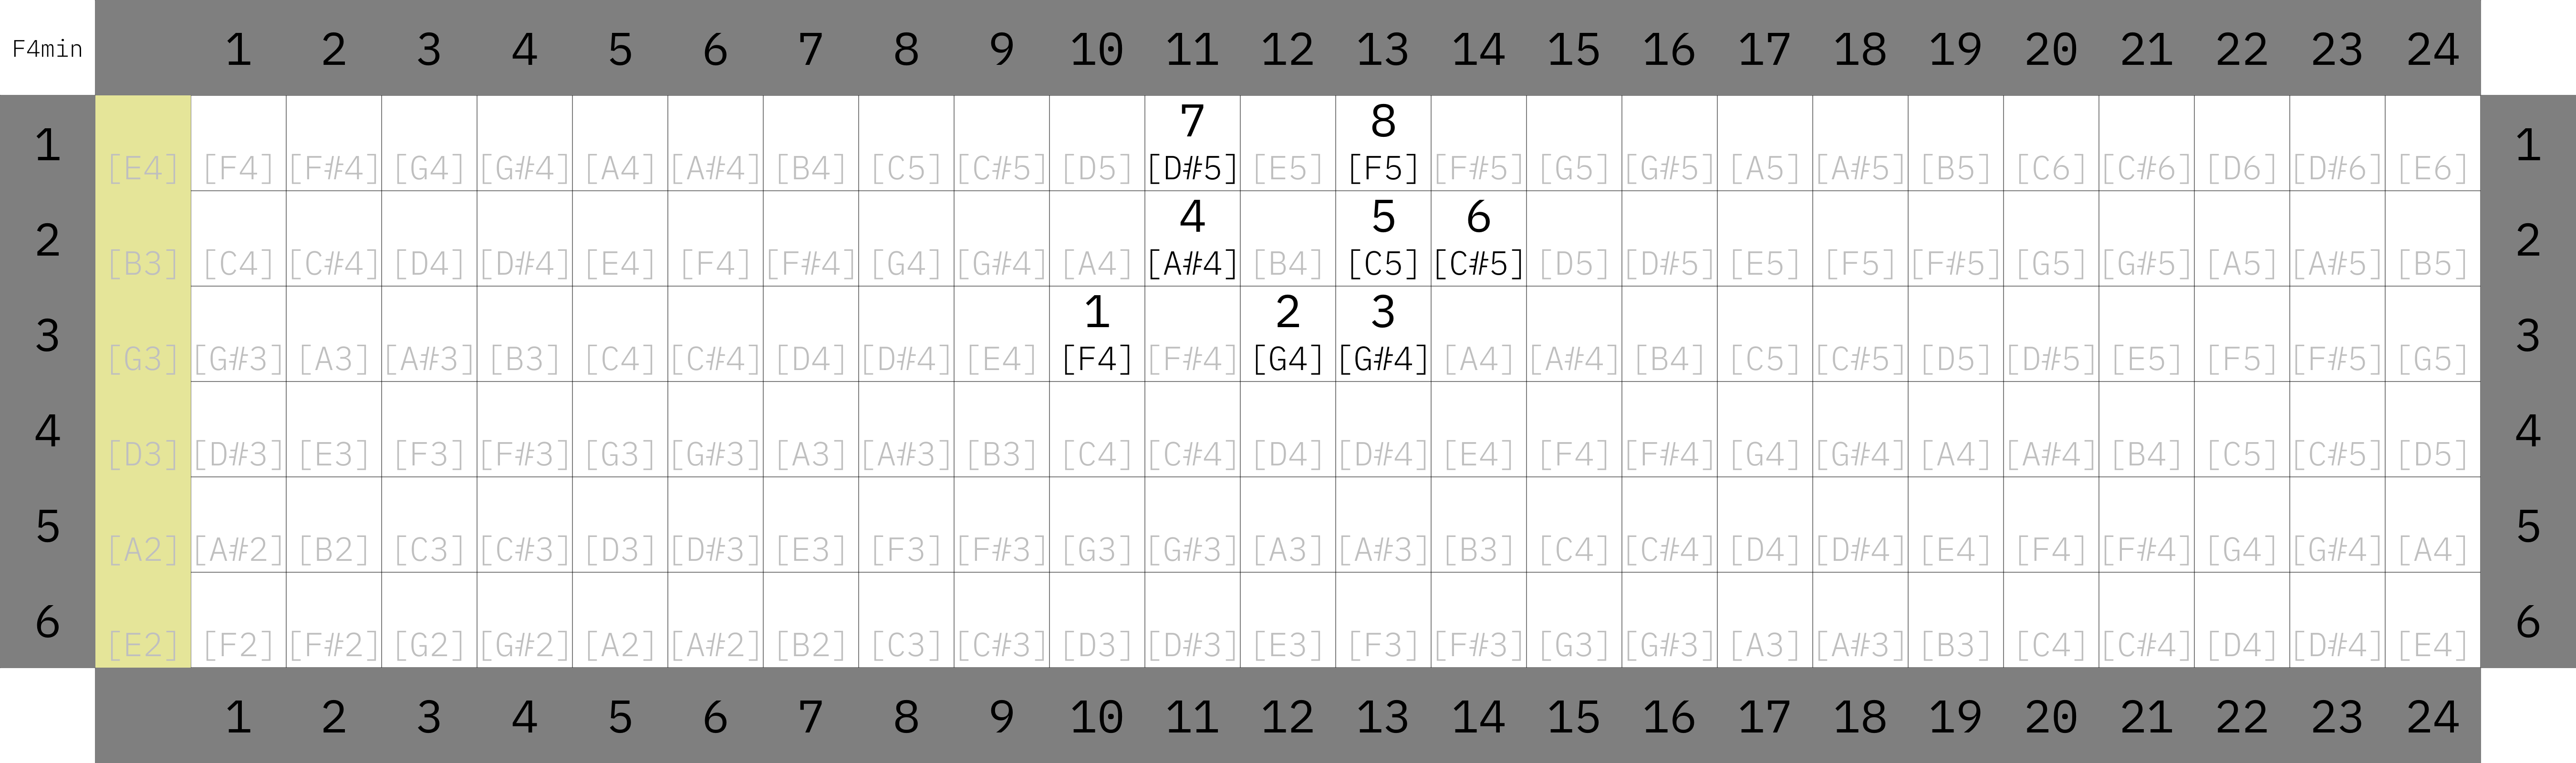 F4min 1 2 3 4 5 6 7 8 9 10 11 12 13 14 15 16 17 18 19 20 21 22 23 24
7 8
1 [E4] [F4] [F#4] [G4] [G#4] [A4] [A#4] [B4] [C5] [C#5] [D5] [D#5] [E5] [F5] [F#5] [G5] [G#5] [A5] [A#5] [B5] [C6] [C#6] [D6] [D#6] [E6] 1
4 5 6
2 [B3] [C4] [C#4] [D4] [D#4] [E4] [F4] [F#4] [G4] [G#4] [A4] [A#4] [B4] [C5] [C#5] [D5] [D#5] [E5] [F5] [F#5] [G5] [G#5] [A5] [A#5] [B5] 2
1 2 3
3 [G3] [G#3] [A3] [A#3] [B3] [C4] [C#4] [D4] [D#4] [E4] [F4] [F#4] [G4] [G#4] [A4] [A#4] [B4] [C5] [C#5] [D5] [D#5] [E5] [F5] [F#5] [G5] 3
4 [D3] [D#3] [E3] [F3] [F#3] [G3] [G#3] [A3] [A#3] [B3] [C4] [C#4] [D4] [D#4] [E4] [F4] [F#4] [G4] [G#4] [A4] [A#4] [B4] [C5] [C#5] [D5] 4
5 [A2] [A#2] [B2] [C3] [C#3] [D3] [D#3] [E3] [F3] [F#3] [G3] [G#3] [A3] [A#3] [B3] [C4] [C#4] [D4] [D#4] [E4] [F4] [F#4] [G4] [G#4] [A4] 5
6 [E2] [F2] [F#2] [G2] [G#2] [A2] [A#2] [B2] [C3] [C#3] [D3] [D#3] [E3] [F3] [F#3] [G3] [G#3] [A3] [A#3] [B3] [C4] [C#4] [D4] [D#4] [E4] 6
1 2 3 4 5 6 7 8 9 10 11 12 13 14 15 16 17 18 19 20 21 22 23 24